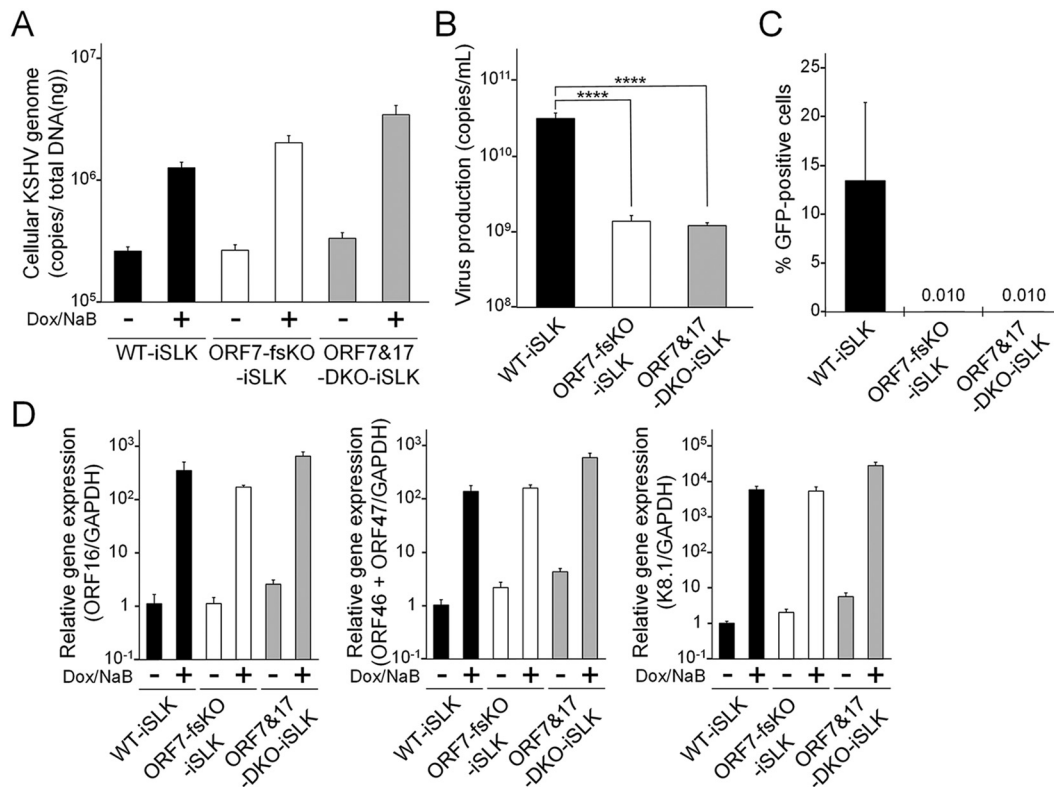 A
Cellular KSHV genome
(copies/ total DNA(ng))
10⁷
10⁶
10⁵
Dox/NaB - + - + - +
WT-iSLK
ORF7-fsKO
-iSLK
ORF7&17
-DKO-iSLK
B
Virus production (copies/mL)
10¹¹
10¹⁰
10⁹
10⁸
****
****
WT-iSLK
ORF7-fsKO
-iSLK
ORF7&17
-DKO-iSLK
C
% GFP-positive cells
25
20
15
10
5
0
0.010
0.010
WT-iSLK
ORF7-fsKO
-iSLK
ORF7&17
-DKO-iSLK
D
Relative gene expression
(ORF16/GAPDH)
10³
10²
10
1
10⁻¹
Dox/NaB - + - + - +
WT-iSLK
ORF7-fsKO
-iSLK
ORF7&17
-DKO-iSLK
Relative gene expression
(ORF46 + ORF47/GAPDH)
10³
10²
10
1
10⁻¹
Dox/NaB - + - + - +
WT-iSLK
ORF7-fsKO
-iSLK
ORF7&17
-DKO-iSLK
Relative gene expression
(K8.1/GAPDH)
10⁵
10⁴
10³
10²
10
1
10⁻¹
Dox/NaB - + - + - +
WT-iSLK
ORF7-fsKO
-iSLK
ORF7&17
-DKO-iSLK